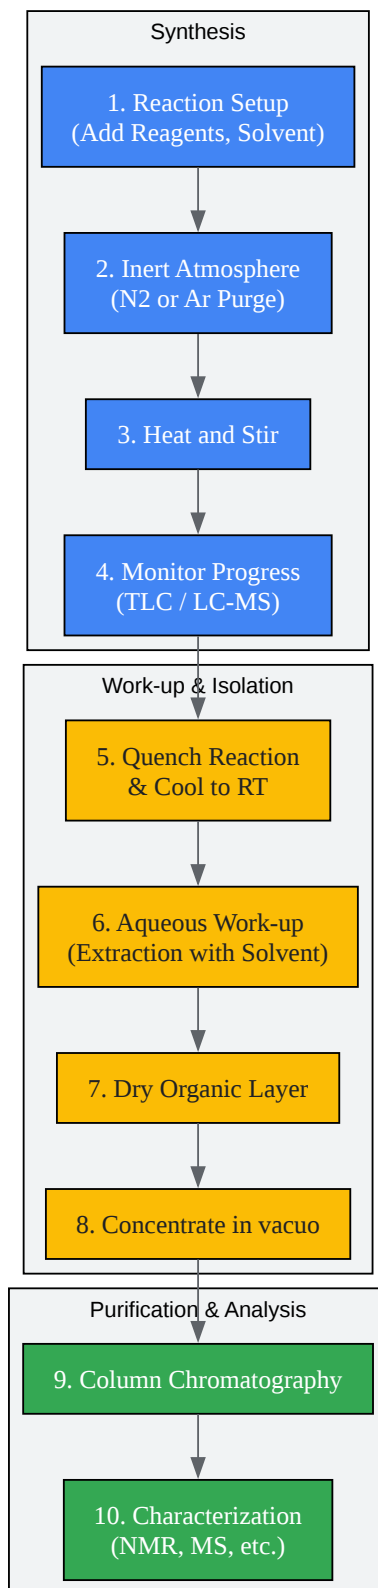 Synthesis
1. Reaction Setup
(Add Reagents, Solvent)
2. Inert Atmosphere
(N2 or Ar Purge)
3. Heat and Stir
4. Monitor Progress
(TLC / LC-MS)
Work-up & Isolation
5. Quench Reaction
& Cool to RT
6. Aqueous Work-up
(Extraction with Solvent)
7. Dry Organic Layer
8. Concentrate in vacuo
Purification & Analysis
9. Column Chromatography
10. Characterization
(NMR, MS, etc.)